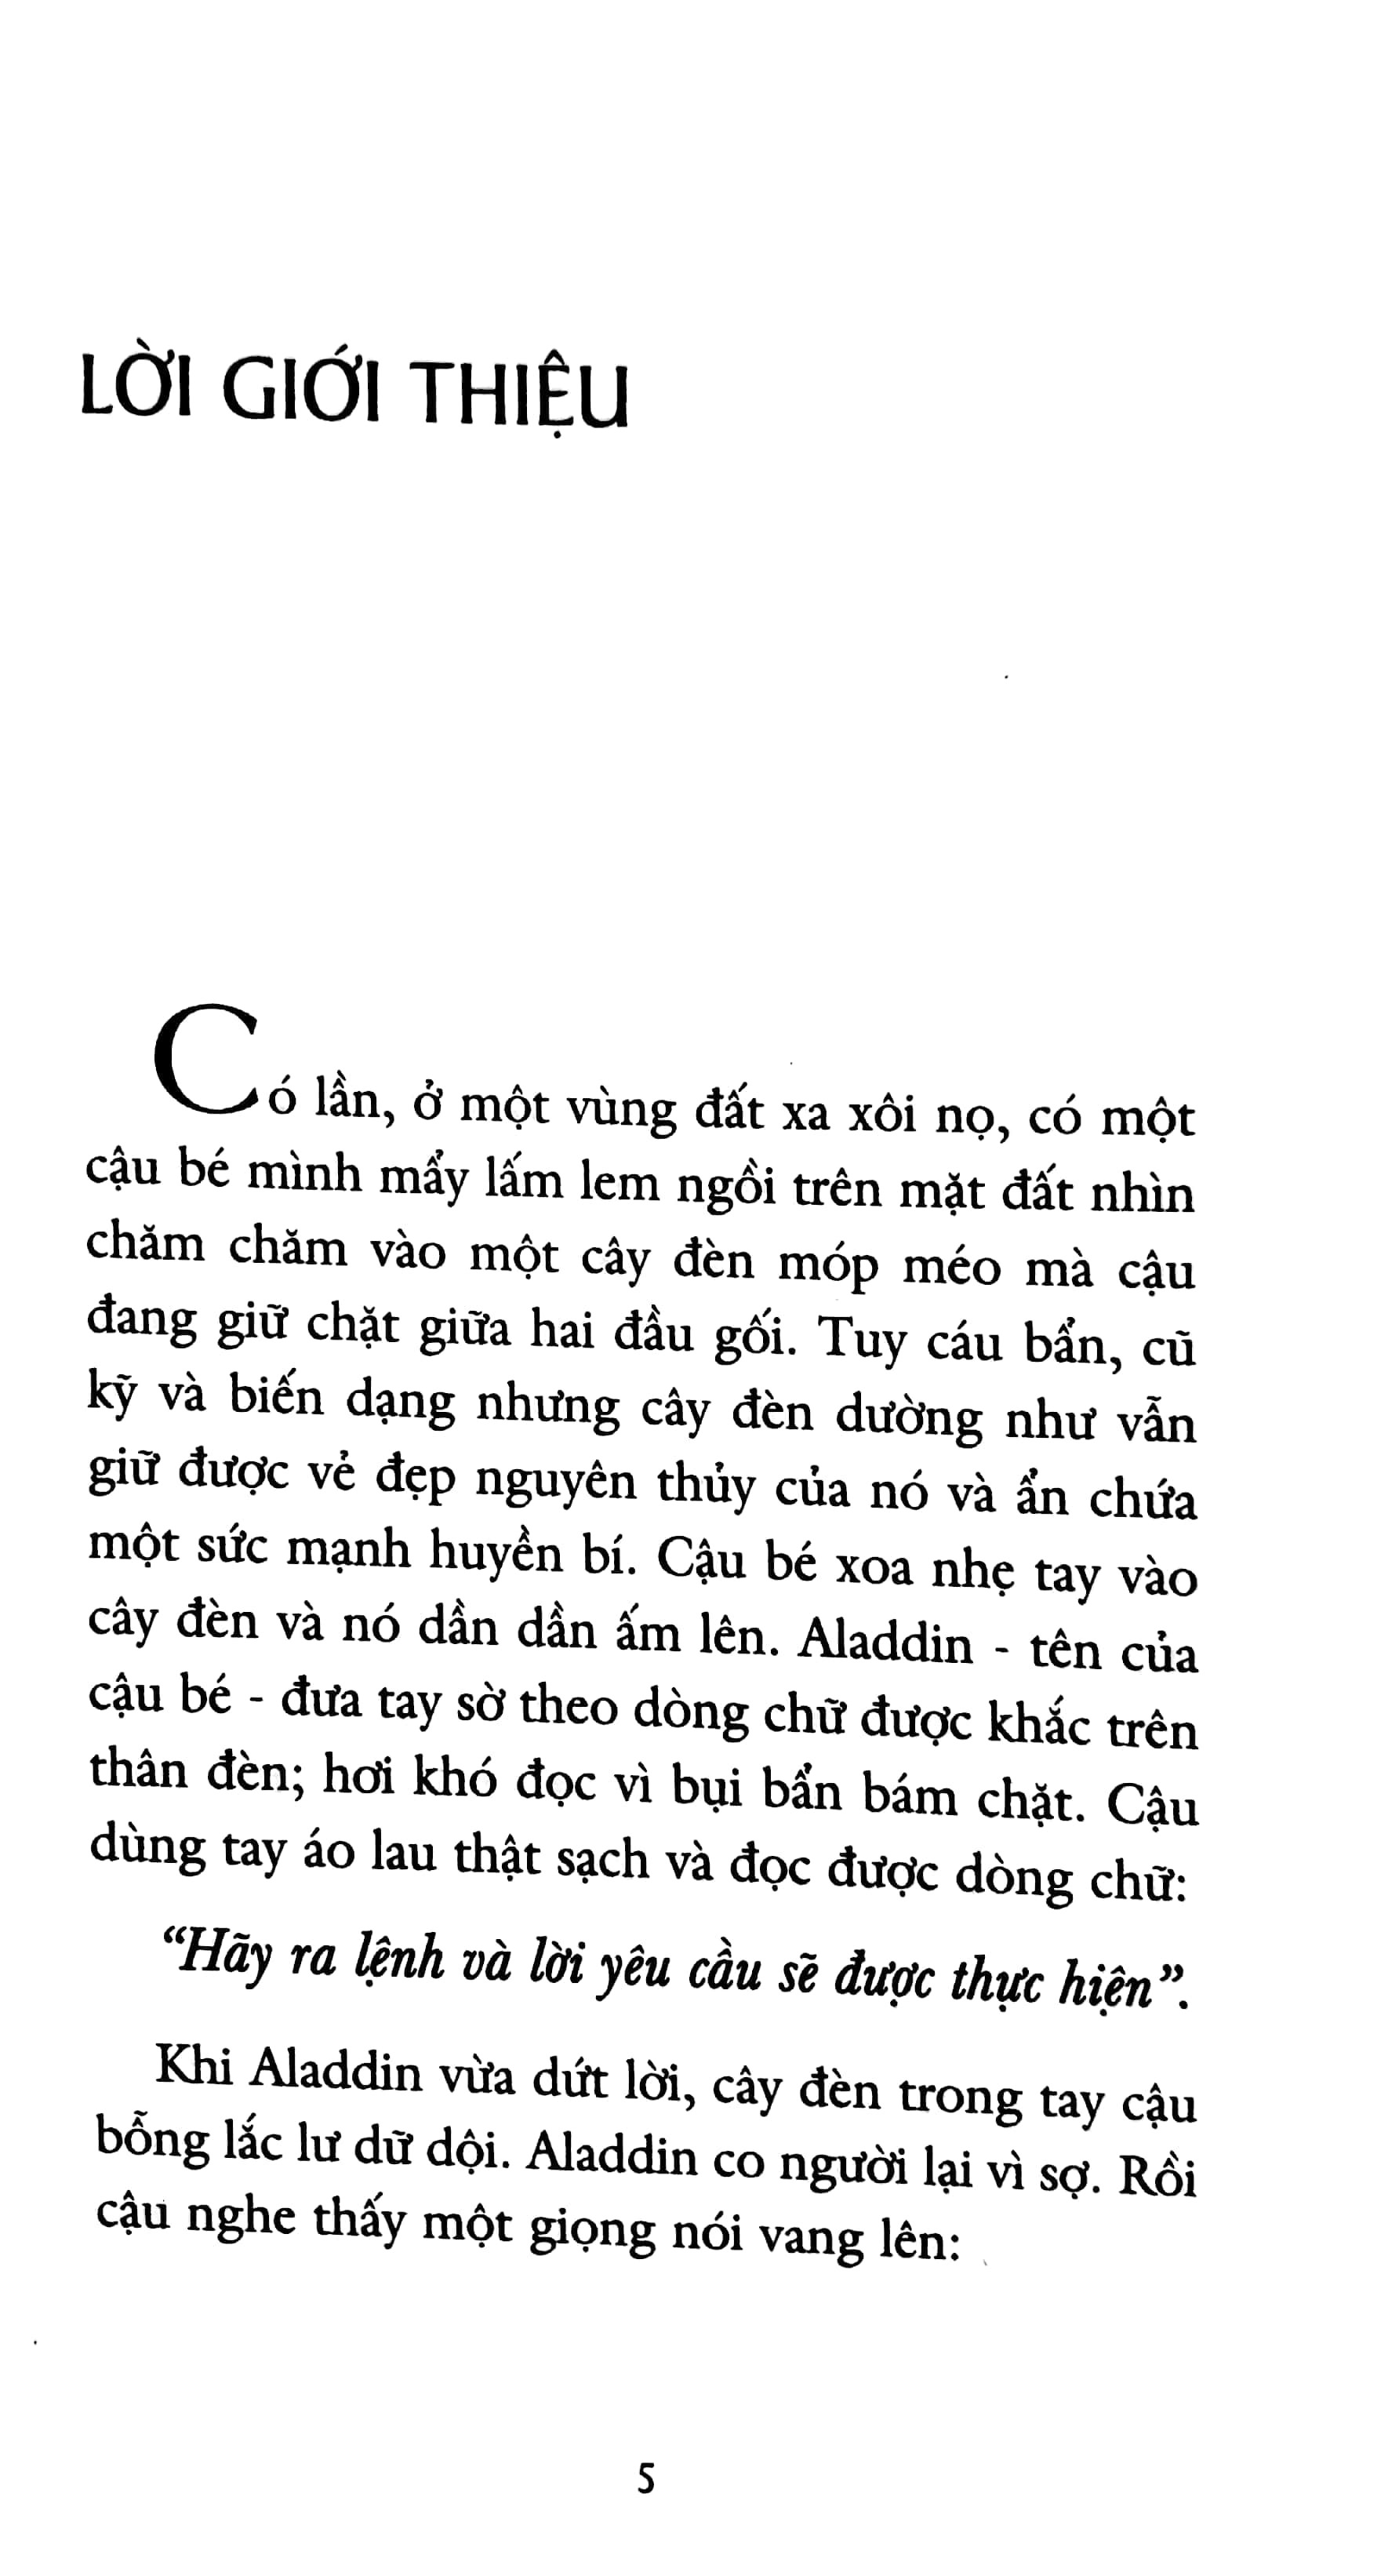 LỜI GIỚI THIỆU
Có lần, ở một vùng đất xa xôi nọ, có một
cậu bé mình mẩy lấm lem ngồi trên mặt đất nhìn
chăm chăm vào một cây đèn móp méo mà cậu
đang giữ chặt giữa hai đầu gối. Tuy cáu bẩn, cũ
kỹ và biến dạng nhưng cây đèn dường như vẫn
giữ được vẻ đẹp nguyên thủy của nó và ẩn chứa
một sức mạnh huyền bí. Cậu bé xoa nhẹ tay vào
cây đèn và nó dần dần ấm lên. Aladdin - tên của
cậu bé - đưa tay sờ theo dòng chữ được khắc trên
thân đèn; hơi khó đọc vì bụi bẩn bám chặt. Cậu
dùng tay áo lau thật sạch và đọc được dòng chữ:
“Hãy ra lệnh và lời yêu cầu sẽ được thực hiện”.
Khi Aladdin vừa dứt lời, cây đèn trong tay cậu
bỗng lắc lư dữ dội. Aladdin co người lại vì sợ. Rồi
cậu nghe thấy một giọng nói vang lên:
5